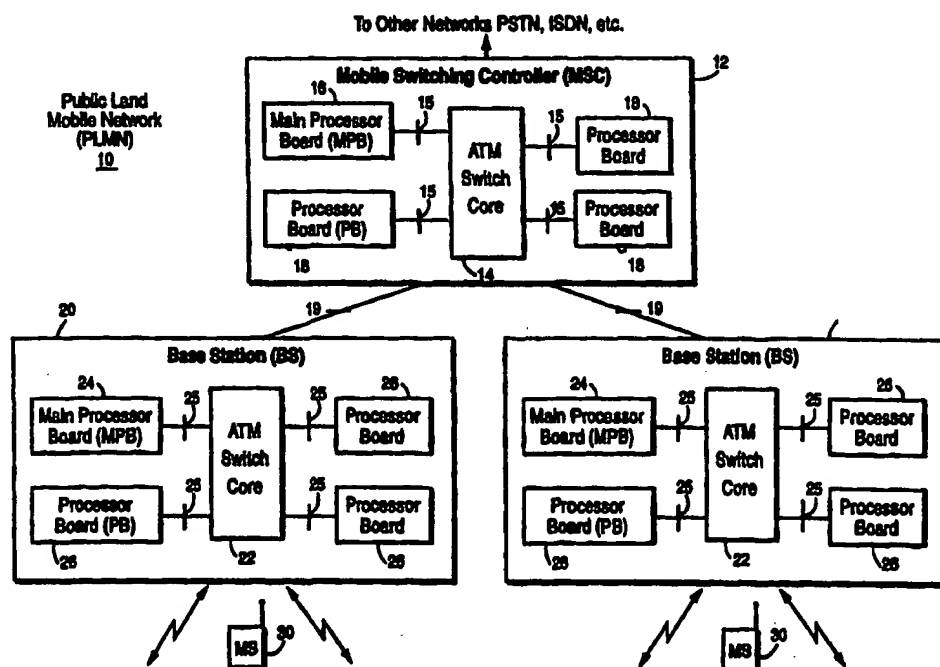 To Other Networks PSTN, ISDN, etc.
12
Mobile Switching Controller (MSC)
Public Land
Mobile Network
(PLMN)
10
16
Main Processor
Board (MPB)
15
ATM
Switch
Core
14
15
18
Processor
Board
Processor
Board (PB)
18
15
15
Processor
Board
18
19
19
20
Base Station (BS)
24
Main Processor
Board (MPB)
25
ATM
Switch
Core
22
25
26
Processor
Board
Processor
Board (PB)
26
25
25
Processor
Board
26
MS
30
Base Station (BS)
24
Main Processor
Board (MPB)
25
ATM
Switch
Core
22
25
26
Processor
Board
Processor
Board (PB)
26
25
25
Processor
Board
26
MS
30